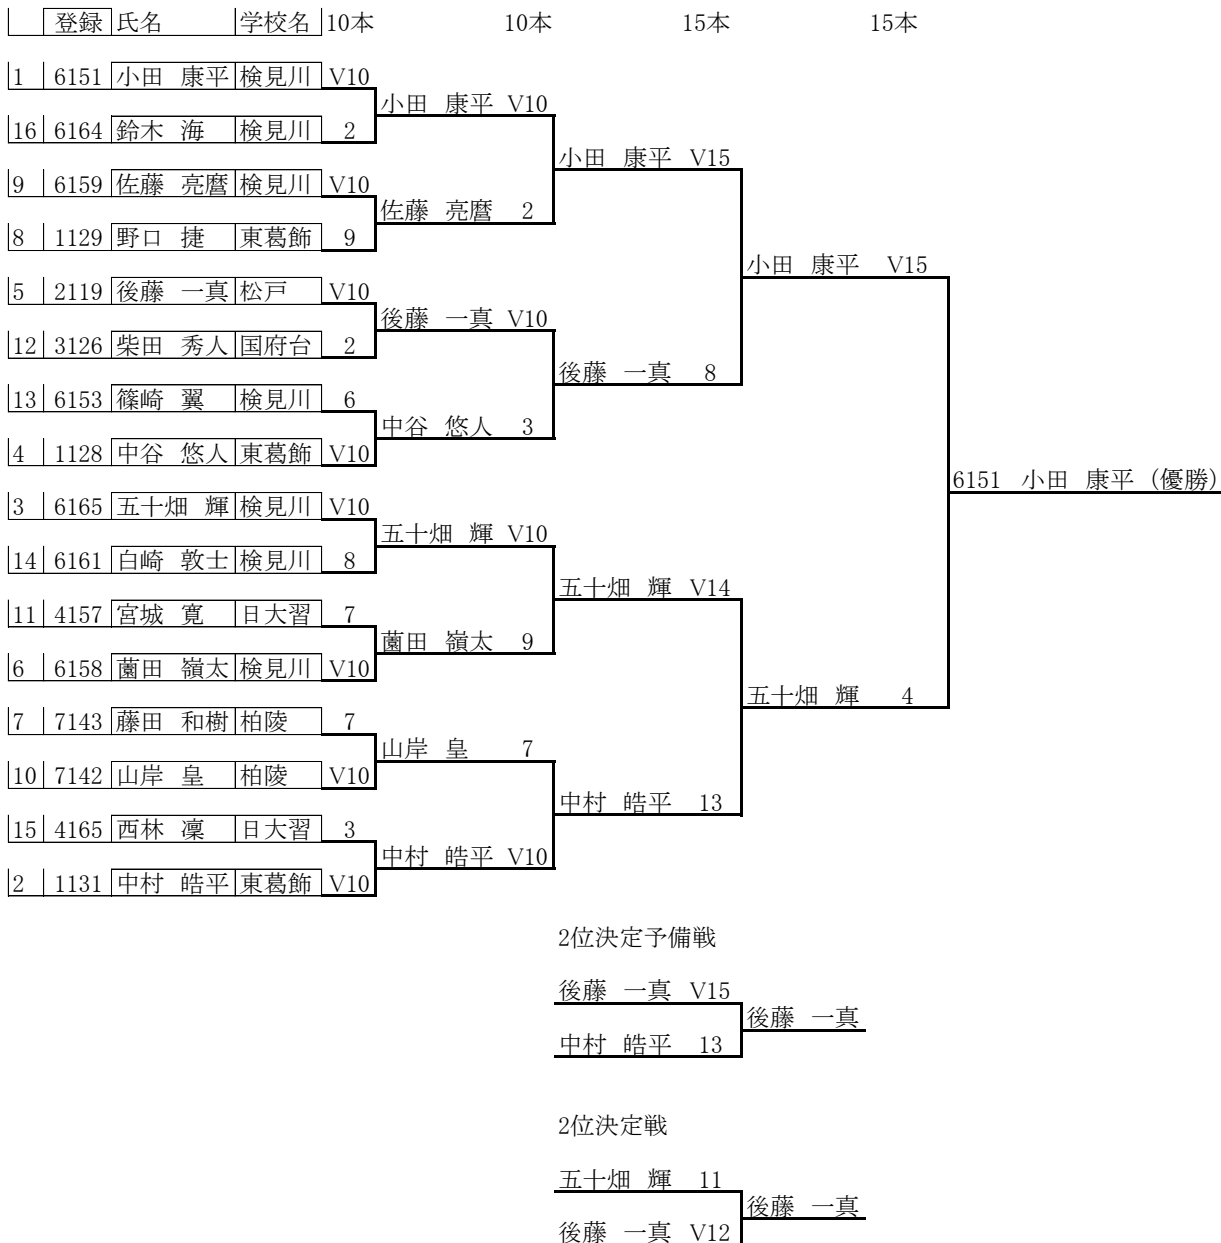 登録 氏名 学校名 10本 10本 15本 15本
1 6151 小田 康平 検見川 V10
小田 康平 V10
16 6164 鈴木 海 検見川 2
小田 康平 V15
9 6159 佐藤 亮麿 検見川 V10
佐藤 亮麿 2
8 1129 野口 捷 東葛飾 9
小田 康平 V15
5 2119 後藤 一真 松戸 V10
後藤 一真 V10
12 3126 柴田 秀人 国府台 2
後藤 一真 8
13 6153 篠崎 翼 検見川 6
中谷 悠人 3
4 1128 中谷 悠人 東葛飾 V10
6151 小田 康平 (優勝)
3 6165 五十畑 輝 検見川 V10
五十畑 輝 V10
14 6161 白崎 敦士 検見川 8
五十畑 輝 V14
11 4157 宮城 寛 日大習 7
薗田 嶺太 9
6 6158 薗田 嶺太 検見川 V10
五十畑 輝 4
7 7143 藤田 和樹 柏陵 7
山岸 皇 7
10 7142 山岸 皇 柏陵 V10
中村 皓平 13
15 4165 西林 凜 日大習 3
中村 皓平 V10
2 1131 中村 皓平 東葛飾 V10
2位決定予備戦
後藤 一真 V15
後藤 一真
中村 皓平 13
2位決定戦
五十畑 輝 11
後藤 一真
後藤 一真 V12